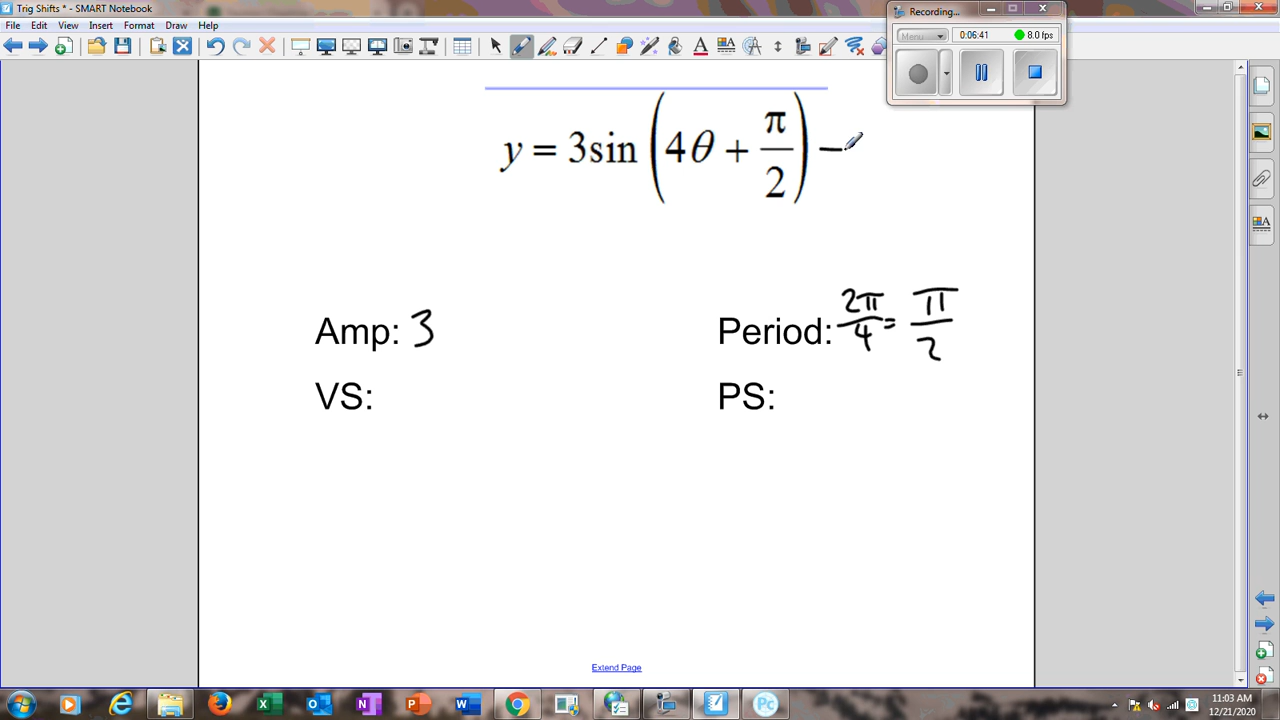 Trig Shifts * - SMART Notebook
Recording...
File Edit View Insert Format Draw Help
Menu 0:06:41 8.0 fps
y = 3sin (4θ + π/2) −
Amp: 3
Period: 2π/4 = π/2
VS:
PS:
Extend Page
11:03 AM
12/21/2020